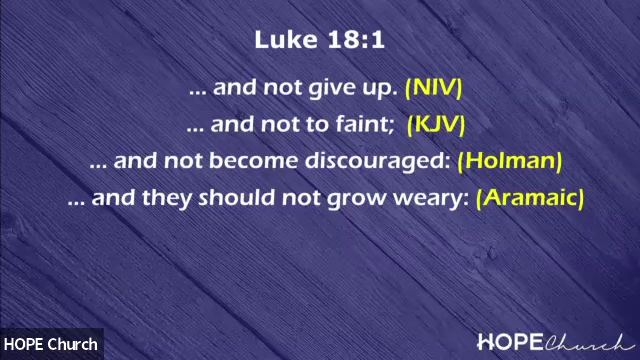 Luke 18:1
... and not give up. (NIV)
... and not to faint; (KJV)
... and not become discouraged: (Holman)
... and they should not grow weary: (Aramaic)
HOPE Church
HOPE Church